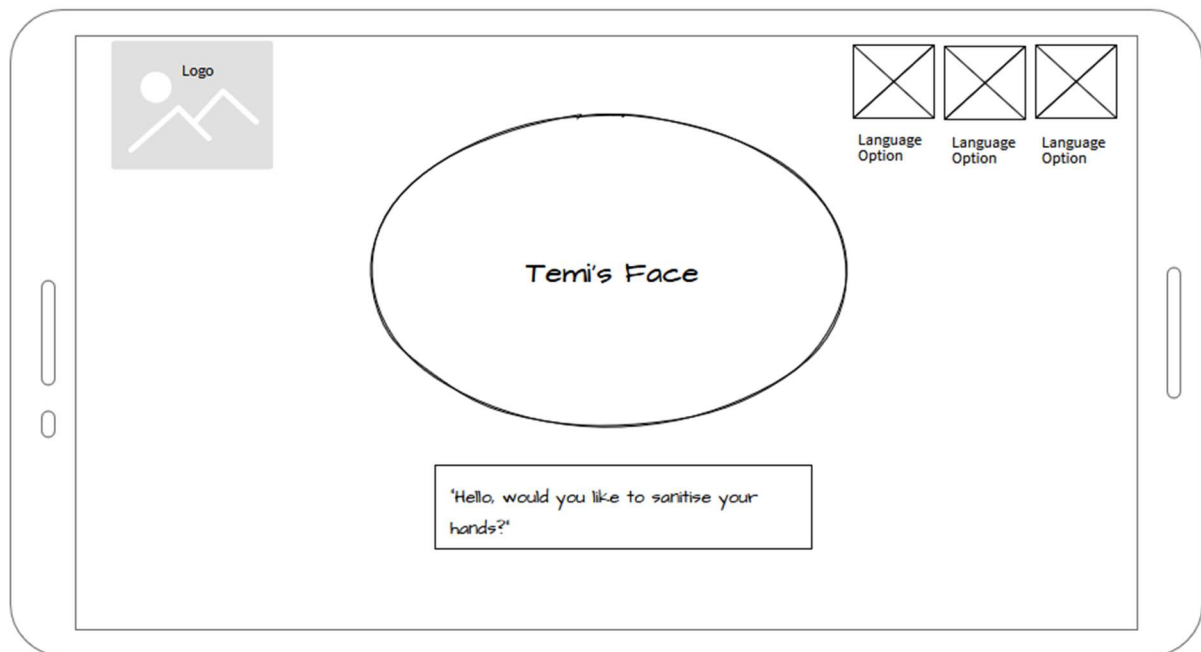 Logo
Language
Option
Language
Option
Language
Option
Temi's Face
"Hello, would you like to sanitise your
hands?"